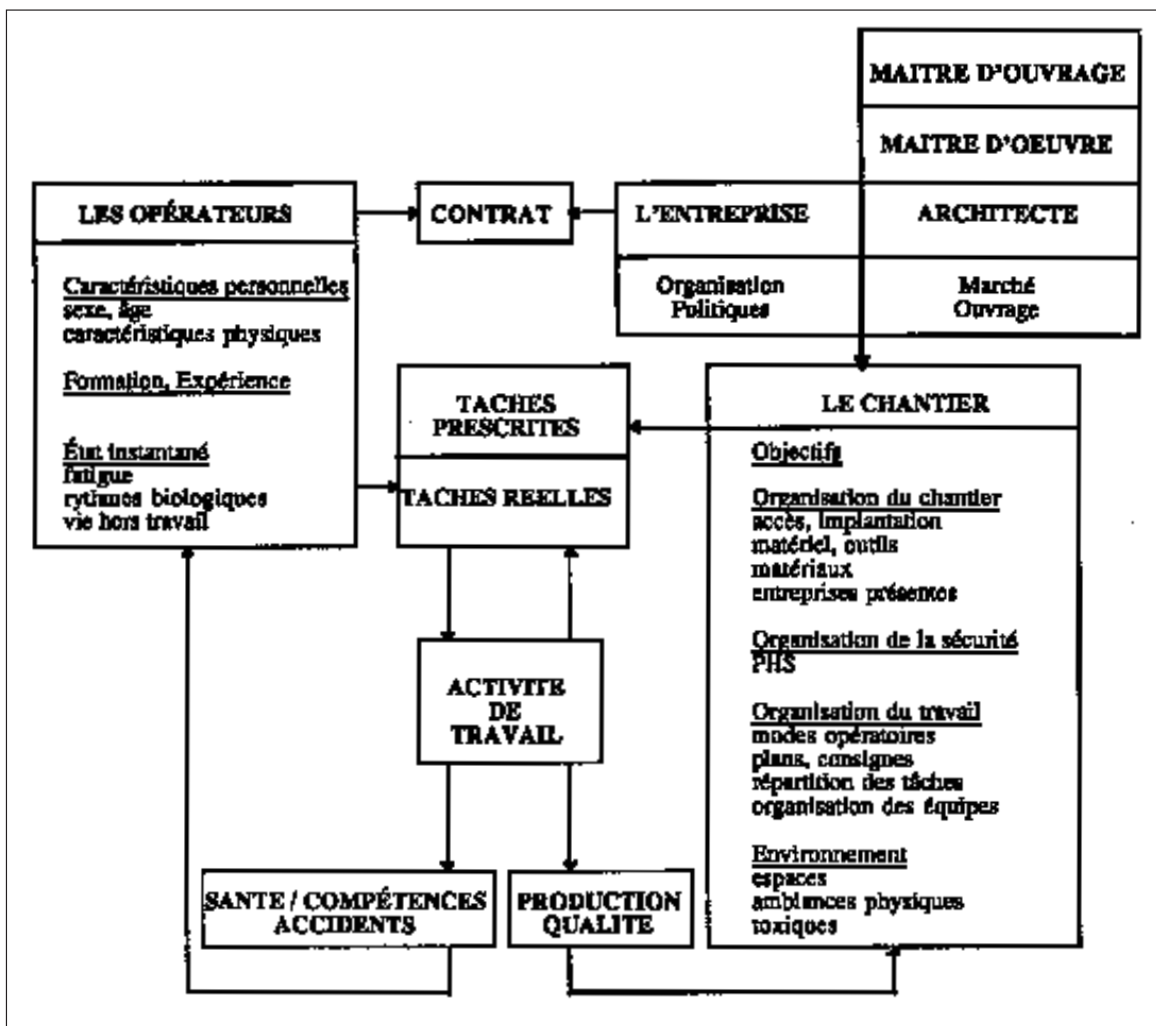 MAITRE D'OUVRAGE
MAITRE D'OEUVRE
LES OPÉRATEURS
CONTRAT
L'ENTREPRISE
ARCHITECTE
Organisation
Politiques
Marché
Ouvrage
Caractéristiques personnelles
sexe, âge
caractéristiques physiques
Formation, Expérience
État instantané
fatigue
rythmes biologiques
vie hors travail
TACHES
PRESCRITES
TACHES REELLES
LE CHANTIER
Objectifs
Organisation du chantier
accès, implantation
matériel, outils
matériaux
entreprises présentes
Organisation de la sécurité
PHS
Organisation du travail
modes opératoires
plans, consignes
répartition des tâches
organisation des équipes
Environnement
espaces
ambiances physiques
toxiques
ACTIVITE
DE
TRAVAIL
SANTE / COMPÉTENCES
ACCIDENTS
PRODUCTION
QUALITE